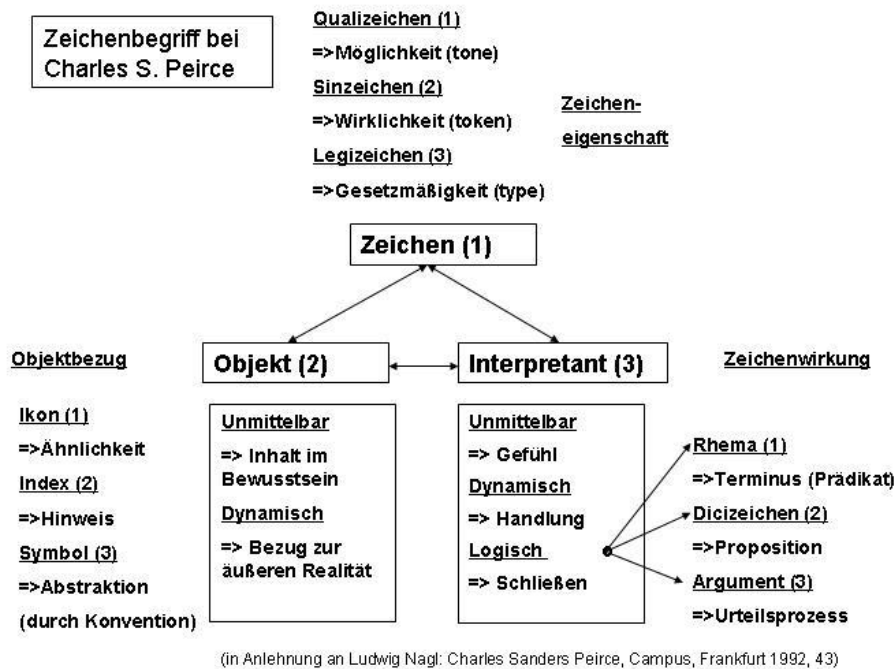 Zeichenbegriff bei
Charles S. Peirce
Qualizeichen (1)
=>Möglichkeit (tone)
Sinzeichen (2)
=>Wirklichkeit (token)
Legizeichen (3)
=>Gesetzmäßigkeit (type)
Zeichen-
eigenschaft
Zeichen (1)
Objektbezug
Objekt (2)
Interpretant (3)
Zeichenwirkung
Ikon (1)
=>Ähnlichkeit
Index (2)
=>Hinweis
Symbol (3)
=>Abstraktion
(durch Konvention)
Unmittelbar
=> Inhalt im
Bewusstsein
Dynamisch
=> Bezug zur
äußeren Realität
Unmittelbar
=> Gefühl
Dynamisch
=> Handlung
Logisch
=> Schließen
Rhema (1)
=>Terminus (Prädikat)
Dicizeichen (2)
=>Proposition
Argument (3)
=>Urteilsprozess
(in Anlehnung an Ludwig Nagl: Charles Sanders Peirce, Campus, Frankfurt 1992, 43)